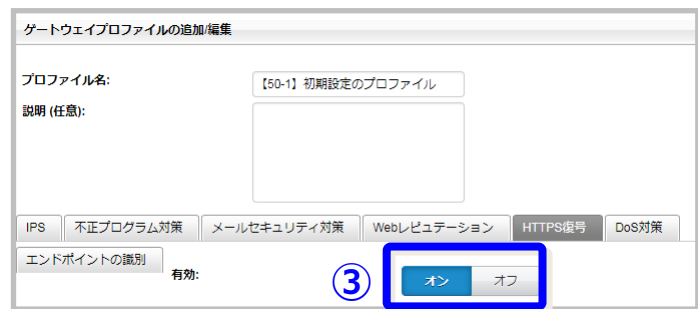 ゲートウェイプロファイルの追加/編集
プロファイル名:
【50-1】初期設定のプロファイル
説明 (任意):
IPS 不正プログラム対策 メールセキュリティ対策 Webレピュテーション HTTPS復号 DoS対策
エンドポイントの識別
有効:
③ オン オフ